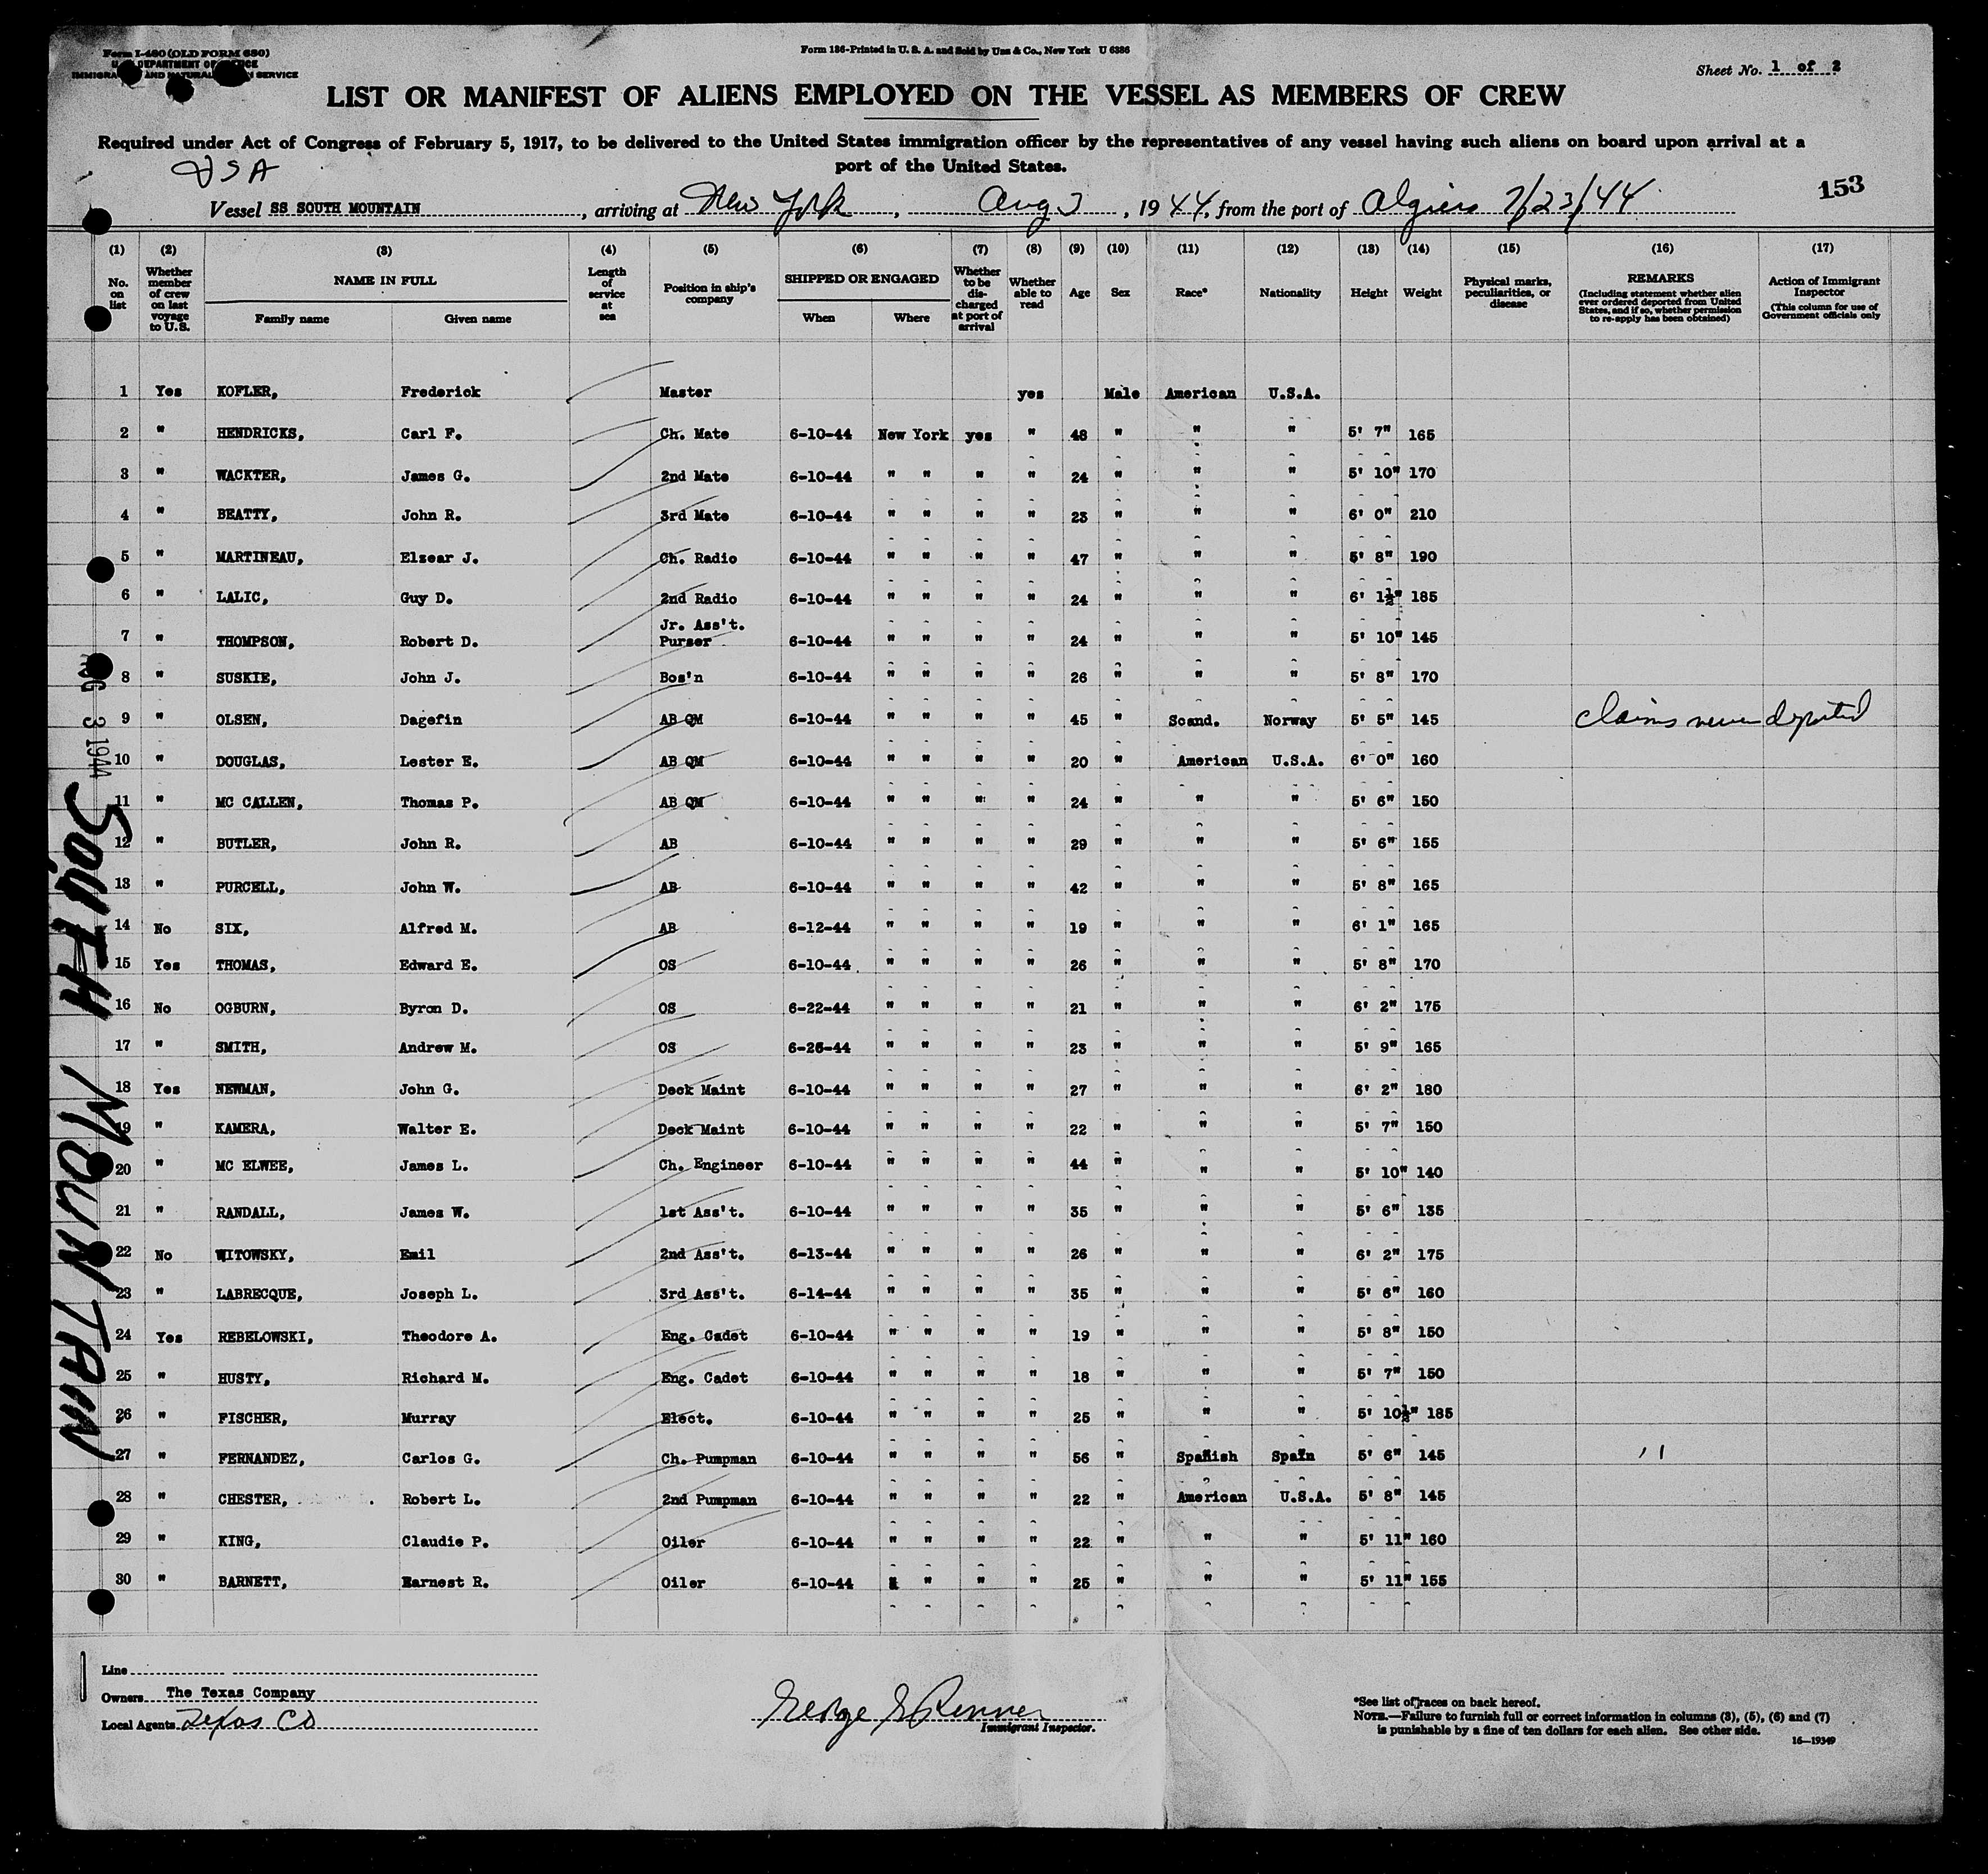 Form I-480 (OLD FORM 680)
U. S. DEPARTMENT OF JUSTICE
IMMIGRATION AND NATURALIZATION SERVICE
Form 186-Printed in U. S. A. and Sold by Unz & Co., New York U 6386
Sheet No. 1 of 2
LIST OR MANIFEST OF ALIENS EMPLOYED ON THE VESSEL AS MEMBERS OF CREW
Required under Act of Congress of February 5, 1917, to be delivered to the United States immigration officer by the representatives of any vessel having such aliens on board upon arrival at a
port of the United States.
USA
153
Vessel SS SOUTH MOUNTAIN, arriving at New York, Aug 3, 1944, from the port of Algiers 7/23/44
(1) (2) (3) (4) (5) (6) (7) (8) (9) (10) (11) (12) (13) (14) (15) (16) (17)
No. on list
Whether member of crew on last voyage to U.S.
NAME IN FULL
Family name Given name
Length of service at sea
Position in ship's company
SHIPPED OR ENGAGED
When Where
Whether to be discharged at port of arrival
Whether able to read
Age
Sex
Race*
Nationality
Height
Weight
Physical marks, peculiarities, or disease
REMARKS
(Including statement whether alien ever ordered deported from United States, and if so, whether permission to re-apply has been obtained)
Action of Immigrant Inspector
(This column for use of Government officials only
1 Yes KOFLER, Frederick Master yes Male American U.S.A.
2 " HENDRICKS, Carl F. Ch. Mate 6-10-44 New York yes " 48 " " " 5' 7" 165
3 " WACKTER, James G. 2nd Mate 6-10-44 " " " " 24 " " " 5' 10" 170
4 " BEATTY, John R. 3rd Mate 6-10-44 " " " " 23 " " " 6' 0" 210
5 " MARTINEAU, Elzear J. Ch. Radio 6-10-44 " " " " 47 " " " 5' 8" 190
6 " LALIC, Guy D. 2nd Radio 6-10-44 " " " " 24 " " " 6' 1½" 185
7 " THOMPSON, Robert D. Jr. Ass't. Purser 6-10-44 " " " " 24 " " " 5' 10" 145
8 " SUSKIE, John J. Bos'n 6-10-44 " " " " 26 " " " 5' 8" 170
9 " OLSEN, Dagefin AB QM 6-10-44 " " " " 45 " Scand. Norway 5' 5" 145 claims never deported
10 " DOUGLAS, Lester E. AB QM 6-10-44 " " " " 20 " American U.S.A. 6' 0" 160
11 " MC CALLEN, Thomas P. AB QM 6-10-44 " " " " 24 " " " 5' 6" 150
12 " BUTLER, John R. AB 6-10-44 " " " " 29 " " " 5' 6" 155
13 " PURCELL, John W. AB 6-10-44 " " " " 42 " " " 5' 8" 165
14 No SIX, Alfred M. AB 6-12-44 " " " " 19 " " " 6' 1" 165
15 Yes THOMAS, Edward E. OS 6-10-44 " " " " 26 " " " 5' 8" 170
16 No OGBURN, Byron D. OS 6-22-44 " " " " 21 " " " 6' 2" 175
17 " SMITH, Andrew M. OS 6-26-44 " " " " 23 " " " 5' 9" 165
18 Yes NEWMAN, John G. Deck Maint 6-10-44 " " " " 27 " " " 6' 2" 180
19 " KAMERA, Walter E. Deck Maint 6-10-44 " " " " 22 " " " 5' 7" 150
20 " MC ELWEE, James L. Ch. Engineer 6-10-44 " " " " 44 " " " 5' 10" 140
21 " RANDALL, James W. 1st Ass't. 6-10-44 " " " " 35 " " " 5' 6" 135
22 No WITOWSKY, Emil 2nd Ass't. 6-13-44 " " " " 26 " " " 6' 2" 175
23 " LABRECQUE, Joseph L. 3rd Ass't. 6-14-44 " " " " 35 " " " 5' 6" 160
24 Yes REBELOWSKI, Theodore A. Eng. Cadet 6-10-44 " " " " 19 " " " 5' 8" 150
25 " HUSTY, Richard M. Eng. Cadet 6-10-44 " " " " 18 " " " 5' 7" 150
26 " FISCHER, Murray Elect. 6-10-44 " " " " 25 " " " 5' 10½" 185
27 " FERNANDEZ, Carlos G. Ch. Pumpman 6-10-44 " " " " 56 " Spanish Spain 5' 6" 145 "
28 " CHESTER, Robert L. 2nd Pumpman 6-10-44 " " " " 22 " American U.S.A. 5' 8" 145
29 " KING, Claudie P. Oiler 6-10-44 " " " " 22 " " " 5' 11" 160
30 " BARNETT, Earnest R. Oiler 6-10-44 " " " " 25 " " " 5' 11" 155
AUG 3 1944
SOUTH MOUNTAIN
Line
Owners The Texas Company
Local Agents Texas Co
George S Renner
Immigrant Inspector.
*See list of races on back hereof.
NOTE.—Failure to furnish full or correct information in columns (3), (5), (6) and (7)
is punishable by a fine of ten dollars for each alien. See other side.
16—19349